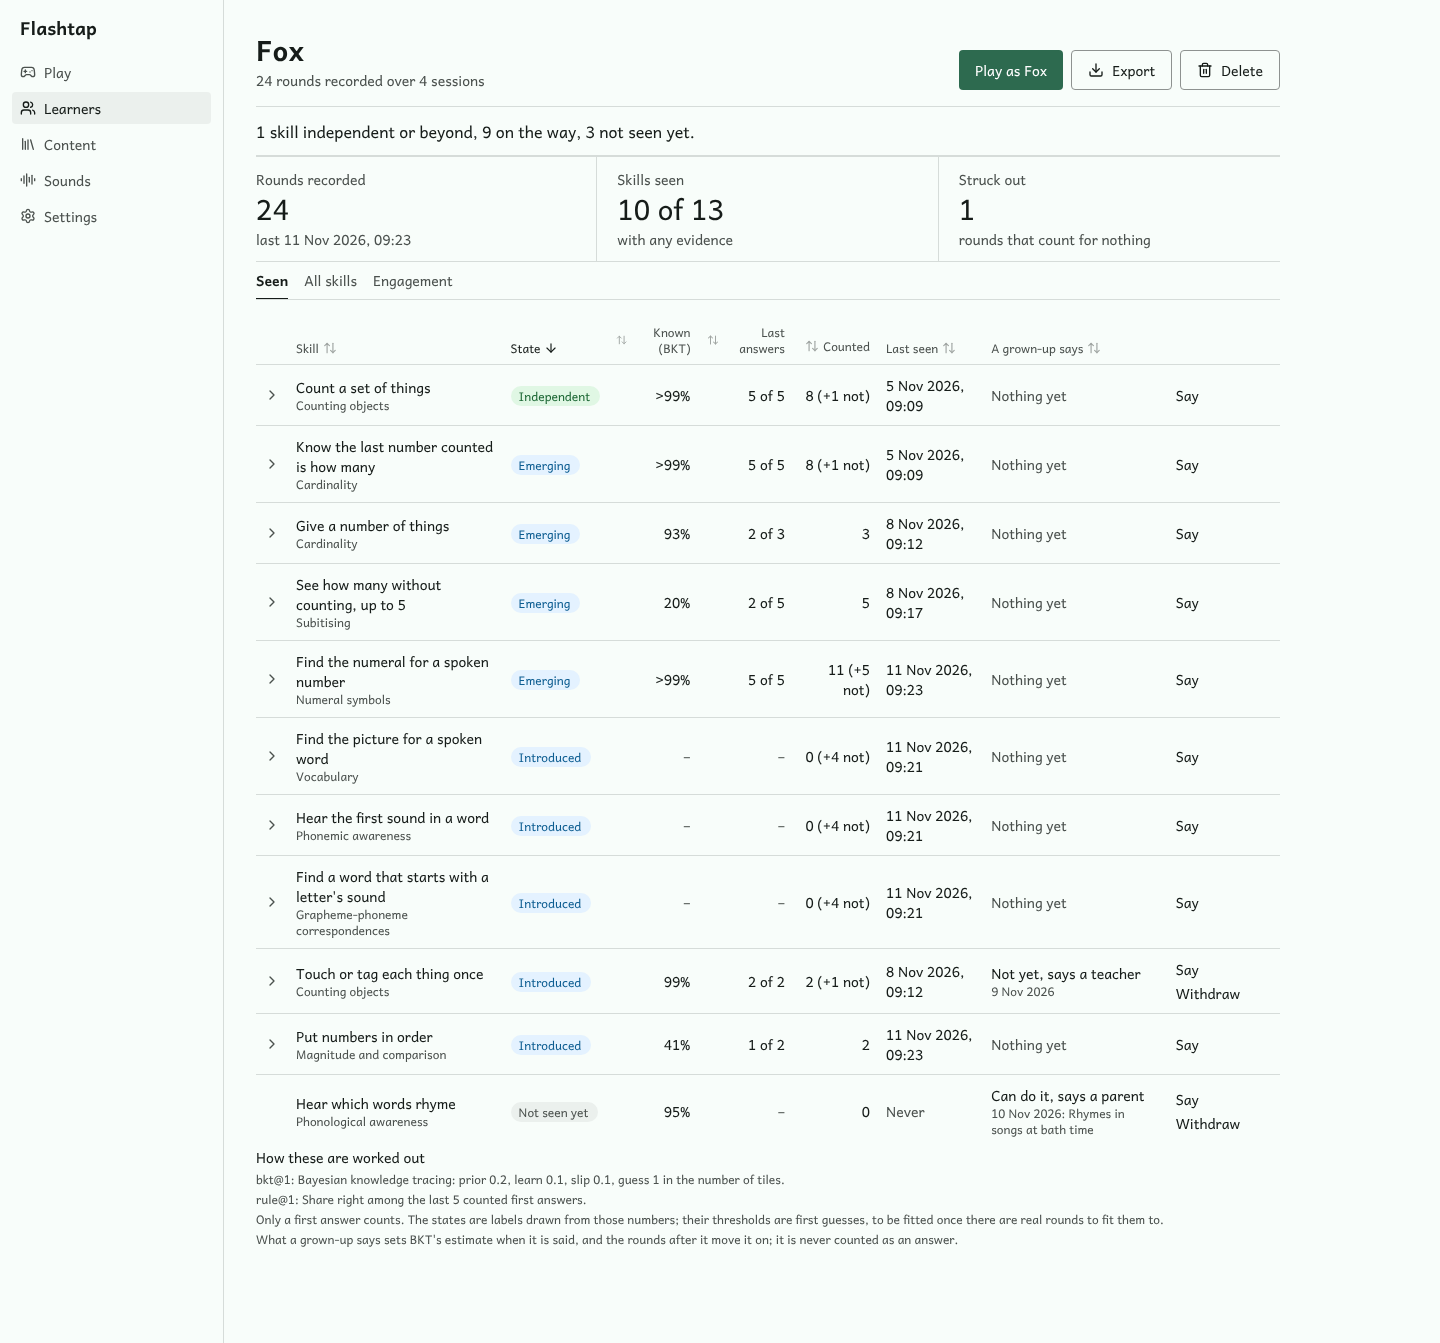 Flashtap
Play
Learners
Content
Sounds
Settings
Fox
24 rounds recorded over 4 sessions
Play as Fox
Export
Delete
1 skill independent or beyond, 9 on the way, 3 not seen yet.
Rounds recorded
24
last 11 Nov 2026, 09:23
Skills seen
10 of 13
with any evidence
Struck out
1
rounds that count for nothing
Seen All skills Engagement
Skill State Known (BKT) Last answers Counted Last seen A grown-up says
Count a set of things
Counting objects
Independent >99% 5 of 5 8 (+1 not) 5 Nov 2026, 09:09 Nothing yet Say
Know the last number counted
is how many
Cardinality
Emerging >99% 5 of 5 8 (+1 not) 5 Nov 2026, 09:09 Nothing yet Say
Give a number of things
Cardinality
Emerging 93% 2 of 3 3 8 Nov 2026, 09:12 Nothing yet Say
See how many without
counting, up to 5
Subitising
Emerging 20% 2 of 5 5 8 Nov 2026, 09:17 Nothing yet Say
Find the numeral for a spoken
number
Numeral symbols
Emerging >99% 5 of 5 11 (+5 not) 11 Nov 2026, 09:23 Nothing yet Say
Find the picture for a spoken
word
Vocabulary
Introduced – – 0 (+4 not) 11 Nov 2026, 09:21 Nothing yet Say
Hear the first sound in a word
Phonemic awareness
Introduced – – 0 (+4 not) 11 Nov 2026, 09:21 Nothing yet Say
Find a word that starts with a
letter's sound
Grapheme-phoneme
correspondences
Introduced – – 0 (+4 not) 11 Nov 2026, 09:21 Nothing yet Say
Touch or tag each thing once
Counting objects
Introduced 99% 2 of 2 2 (+1 not) 8 Nov 2026, 09:12 Not yet, says a teacher
9 Nov 2026
Say
Withdraw
Put numbers in order
Magnitude and comparison
Introduced 41% 1 of 2 2 11 Nov 2026, 09:23 Nothing yet Say
Hear which words rhyme
Phonological awareness
Not seen yet 95% – 0 Never Can do it, says a parent
10 Nov 2026: Rhymes in
songs at bath time
Say
Withdraw
How these are worked out
bkt@1: Bayesian knowledge tracing: prior 0.2, learn 0.1, slip 0.1, guess 1 in the number of tiles.
rule@1: Share right among the last 5 counted first answers.
Only a first answer counts. The states are labels drawn from those numbers; their thresholds are first guesses, to be fitted once there are real rounds to fit them to.
What a grown-up says sets BKT's estimate when it is said, and the rounds after it move it on; it is never counted as an answer.